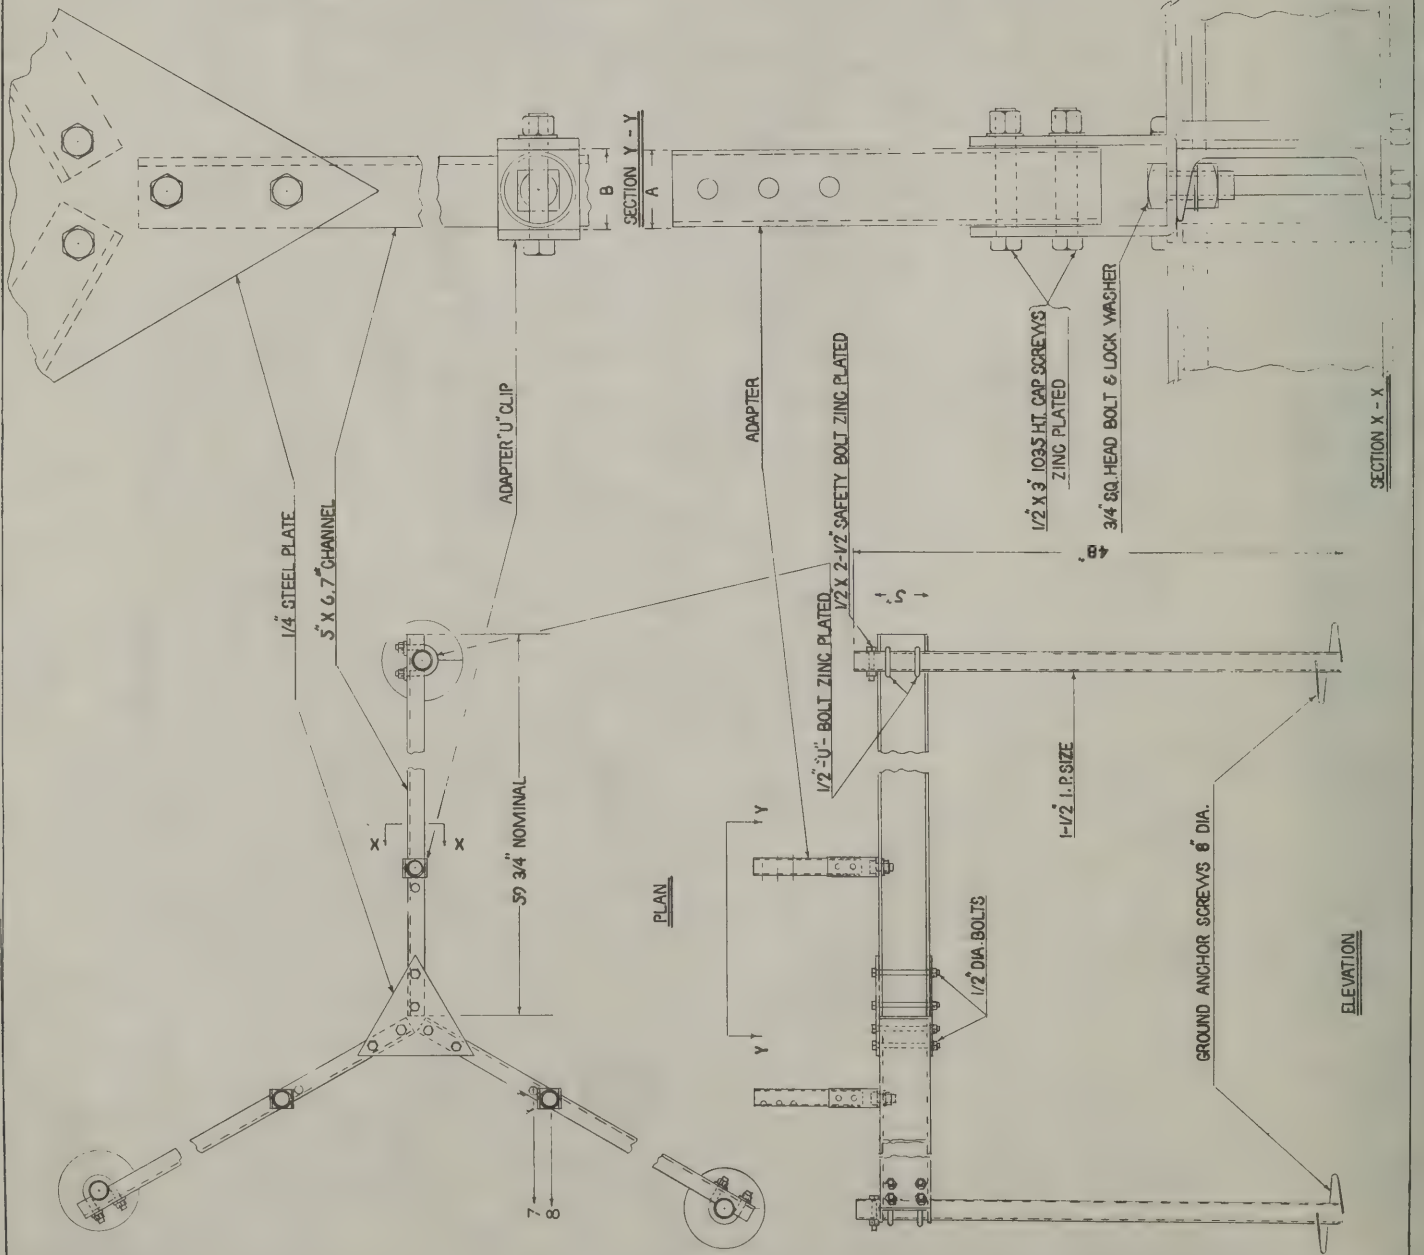 1/4" STEEL PLATE
5" X 6.7# CHANNEL
ADAPTER "U" CLIP
SECTION Y - Y
B
A
ADAPTER
1/2" X 3" 1035 H.T. CAP SCREWS
ZINC PLATED
3/4" SQ. HEAD BOLT & LOCK WASHER
SECTION X - X
1/2" X 2-1/2" SAFETY BOLT ZINC PLATED
1/2"-"U"- BOLT ZINC PLATED
X
X
59 3/4" NOMINAL
PLAN
7
8
Y
Y
48"
5"
1-1/2" I.P. SIZE
1/2" DIA. BOLTS
GROUND ANCHOR SCREWS 8" DIA.
ELEVATION